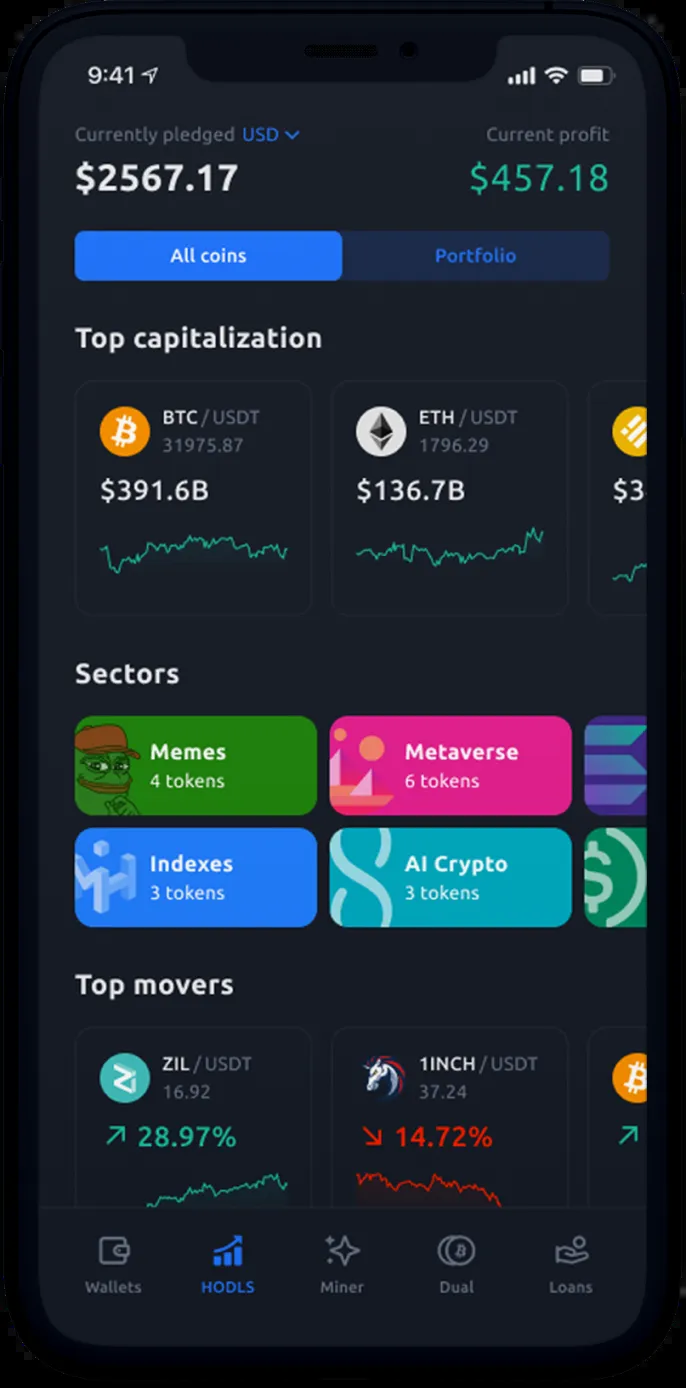 9:41
Currently pledged USD
Current profit
$2567.17
$457.18
All coins
Portfolio
Top capitalization
BTC / USDT
31975.87
$391.6B
ETH / USDT
1796.29
$136.7B
$3
Sectors
Memes
4 tokens
Metaverse
6 tokens
Indexes
3 tokens
AI Crypto
3 tokens
Top movers
ZIL / USDT
16.92
28.97%
1INCH / USDT
37.24
14.72%
Wallets
HODLS
Miner
Dual
Loans